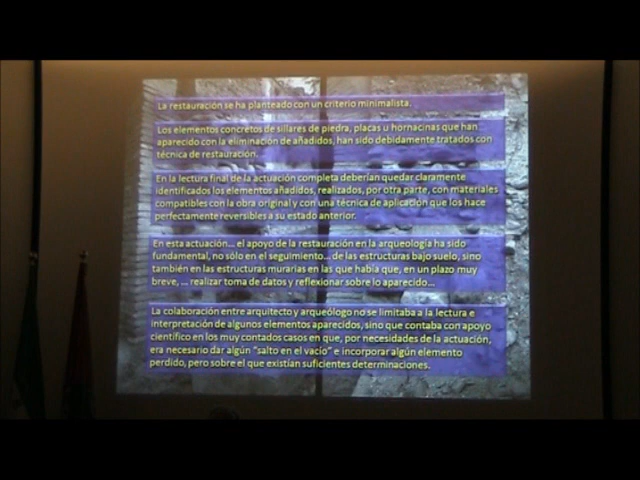 La restauración se ha planteado con un criterio minimalista.
Los elementos concretos de sillares de piedra, placas u hornacinas que han
aparecido con la eliminación de añadidos, han sido debidamente tratados con
técnica de restauración.
En la lectura final de la actuación completa deberían quedar claramente
identificados los elementos añadidos, realizados, por otra parte, con materiales
compatibles con la obra original y con una técnica de aplicación que los hace
perfectamente reversibles a su estado anterior.
En esta actuación... el apoyo de la restauración en la arqueología ha sido
fundamental, no sólo en el seguimiento... de las estructuras bajo suelo, sino
también en las estructuras murarias en las que había que, en un plazo muy
breve, ... realizar toma de datos y reflexionar sobre lo aparecido...
La colaboración entre arquitecto y arqueólogo no se limitaba a la lectura e
interpretación de algunos elementos aparecidos, sino que contaba con apoyo
científico en los muy contados casos en que, por necesidades de la actuación,
era necesario dar algún "salto en el vacío" e incorporar algún elemento
perdido, pero sobre el que existían suficientes determinaciones.